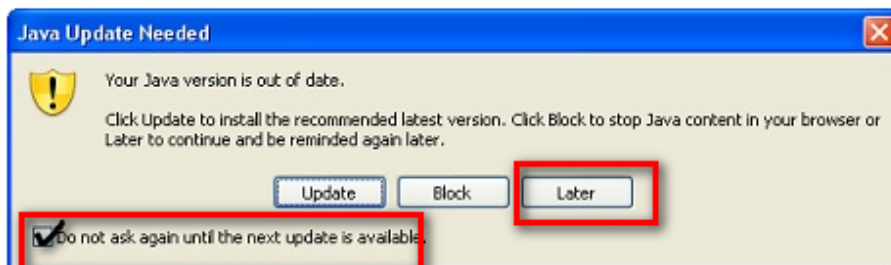 Java Update Needed
Your Java version is out of date.
Click Update to install the recommended latest version. Click Block to stop Java content in your browser or
Later to continue and be reminded again later.
Update Block Later
Do not ask again until the next update is available.